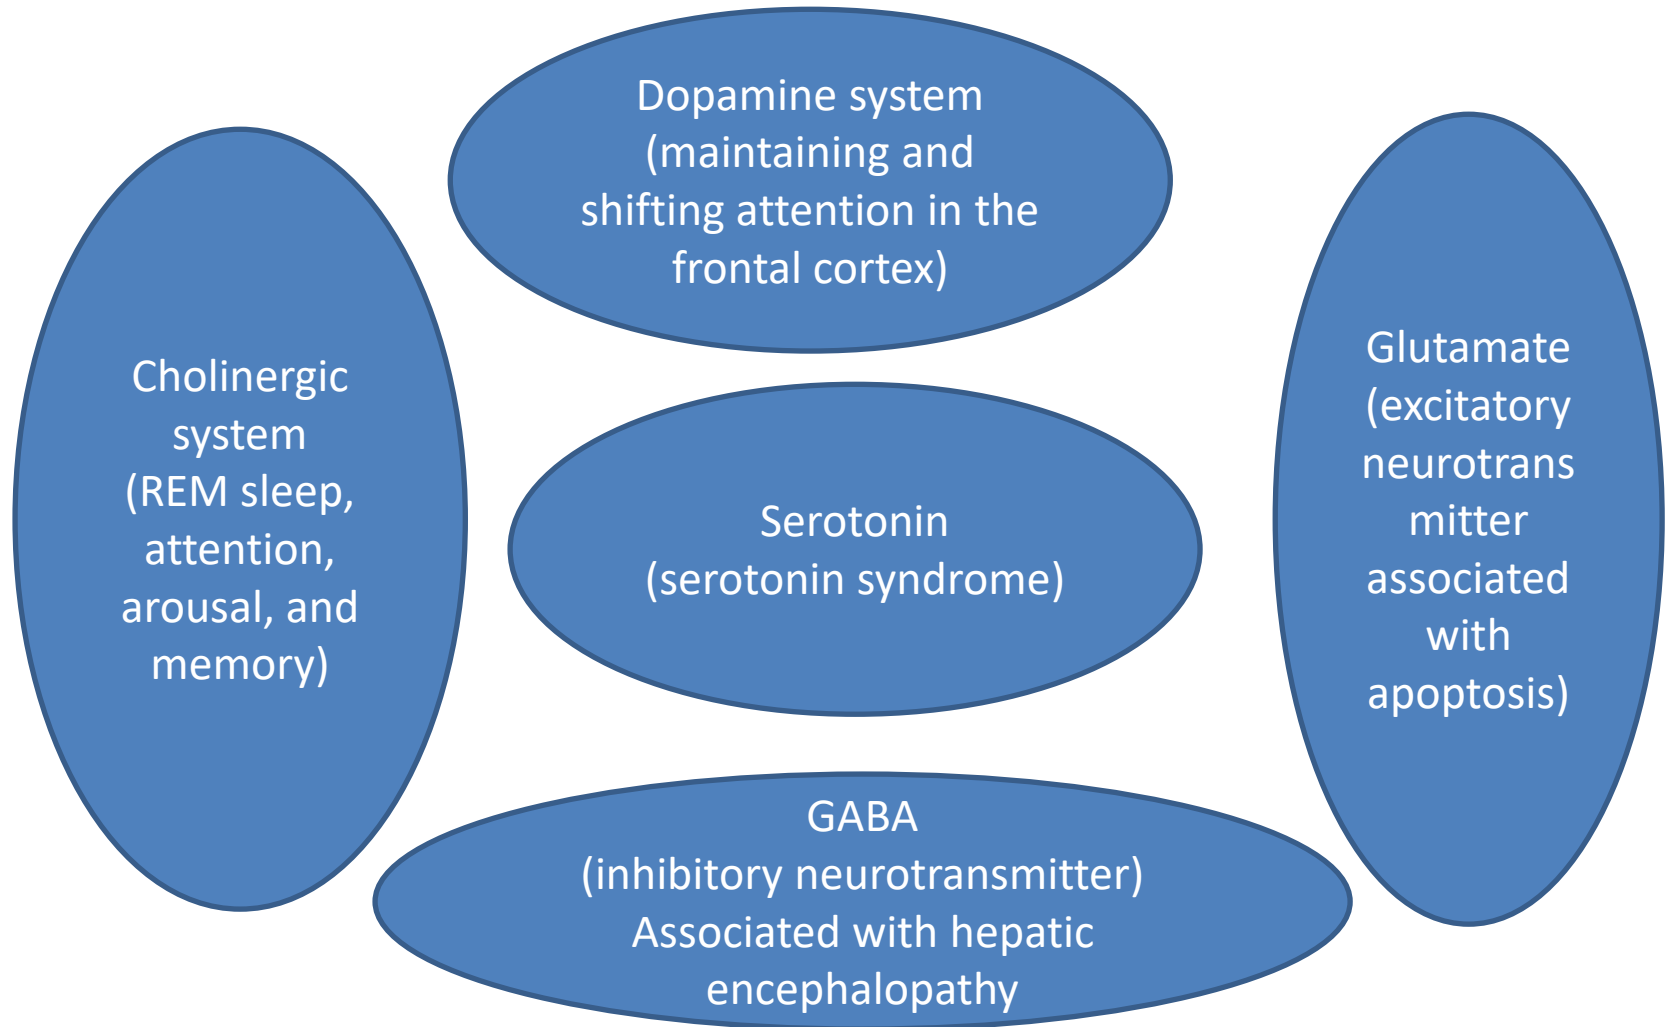 Dopamine system
(maintaining and
shifting attention in the
frontal cortex)
Cholinergic
system
(REM sleep,
attention,
arousal, and
memory)
Serotonin
(serotonin syndrome)
Glutamate
(excitatory
neurotrans
mitter
associated
with
apoptosis)
GABA
(inhibitory neurotransmitter)
Associated with hepatic
encephalopathy